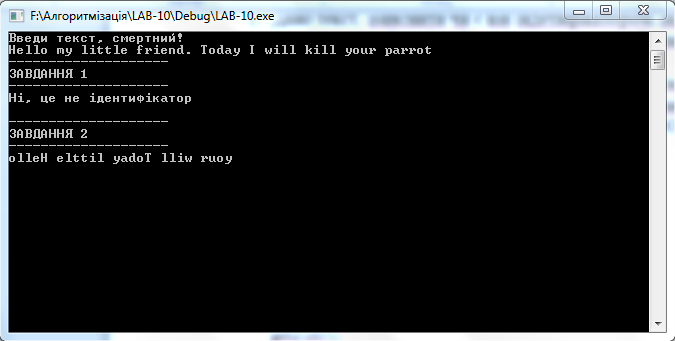 F:\Алгоритмізація\LAB-10\Debug\LAB-10.exe
Введи текст, смертний!
Hello my little friend. Today I will kill your parrot
--------------------
ЗАВДАННЯ 1
--------------------
Ні, це не ідентифікатор
--------------------
ЗАВДАННЯ 2
--------------------
olleH elttil yadoT lliw ruoy